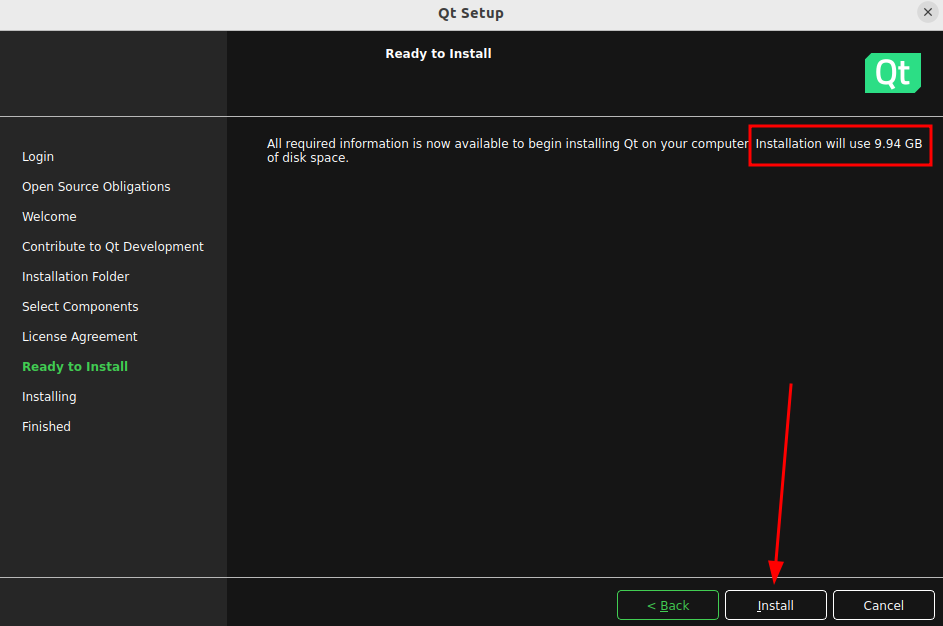 Qt Setup
Ready to Install
Qt
Login
Open Source Obligations
Welcome
Contribute to Qt Development
Installation Folder
Select Components
License Agreement
Ready to Install
Installing
Finished
All required information is now available to begin installing Qt on your computer. Installation will use 9.94 GB
of disk space.
< Back
Install
Cancel